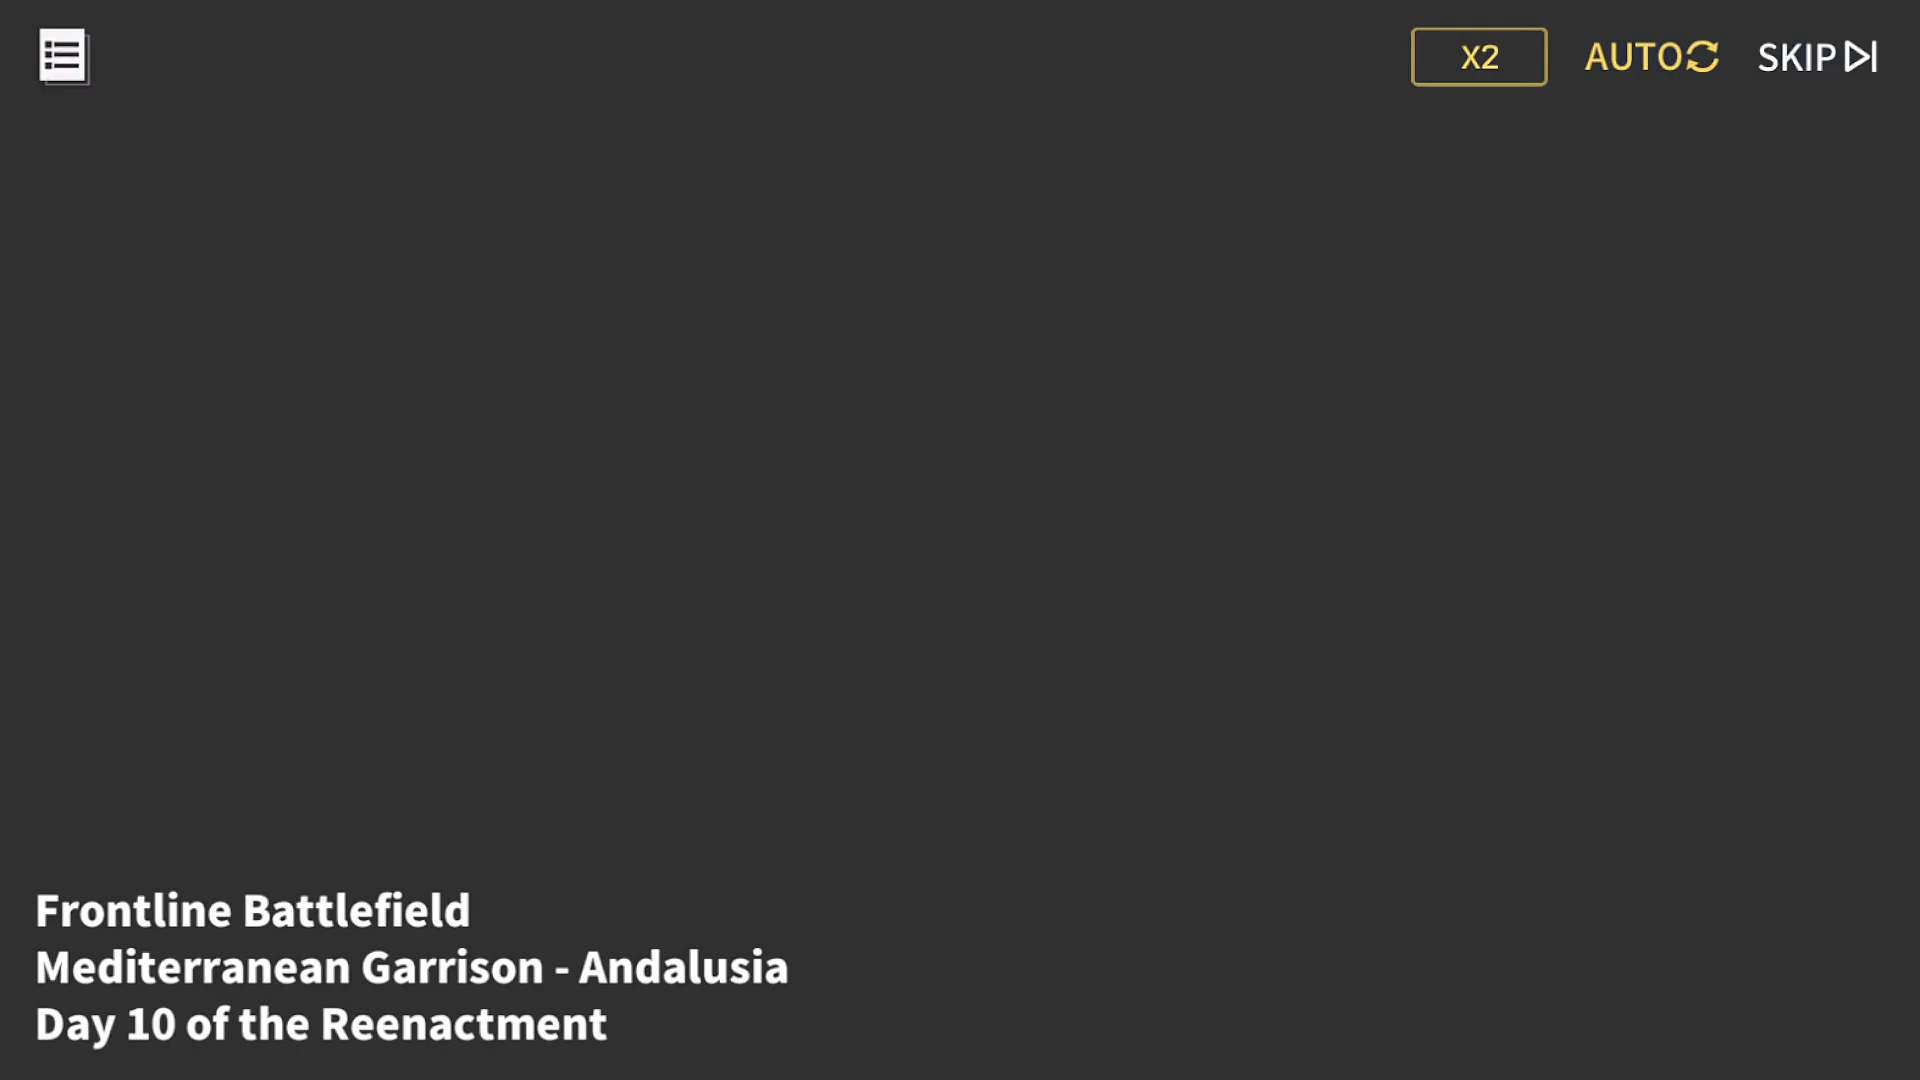 X2 AUTO SKIP
Frontline Battlefield
Mediterranean Garrison - Andalusia
Day 10 of the Reenactment